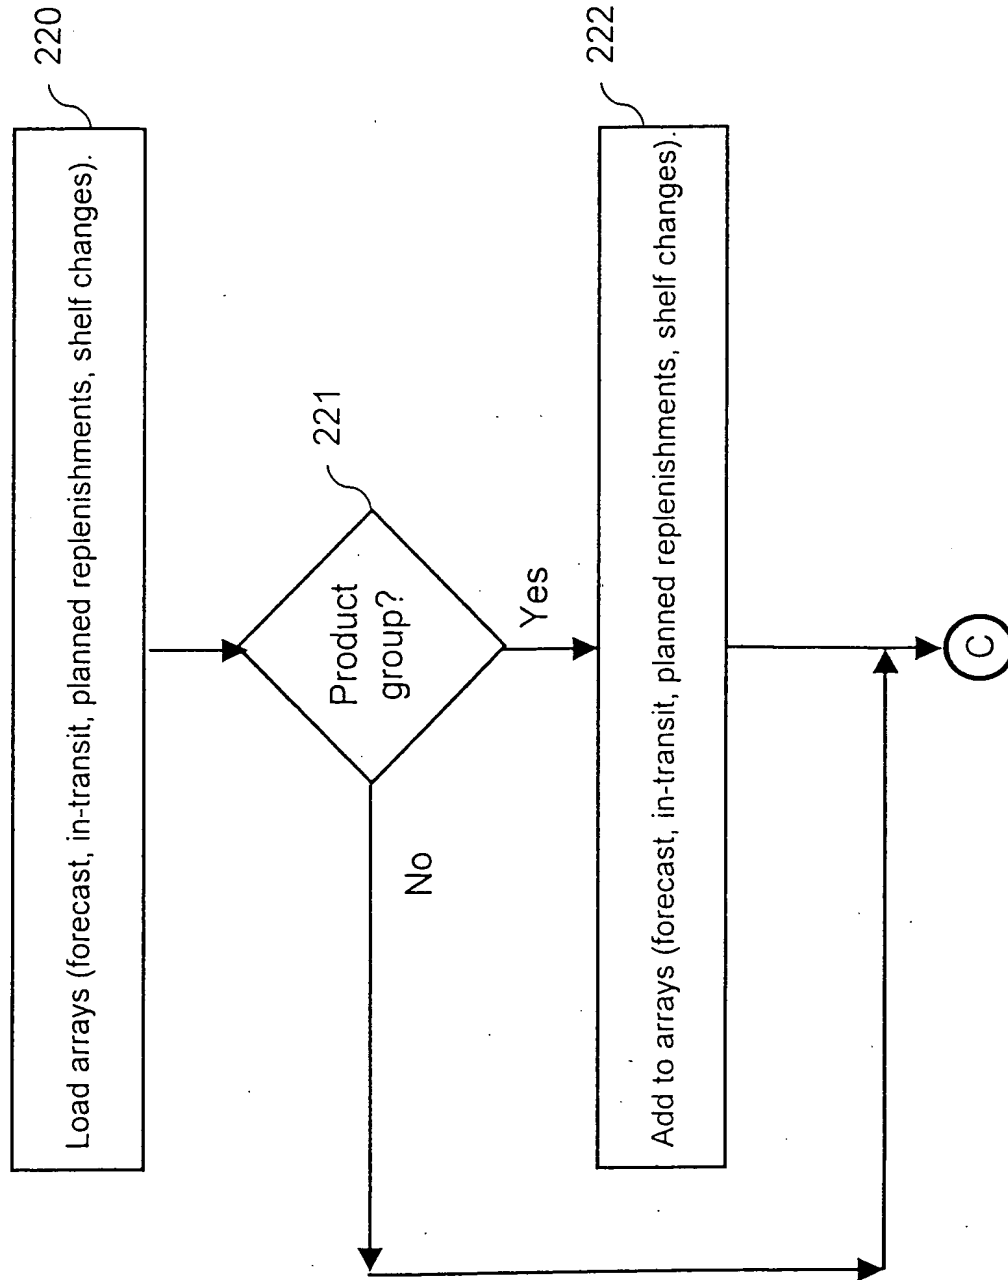 220
Load arrays (forecast, in-transit, planned replenishments, shelf changes).
221
Product
group?
Yes
No
222
Add to arrays (forecast, in-transit, planned replenishments, shelf changes).
C